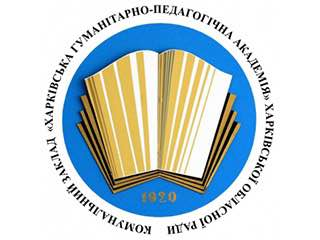 КОМУНАЛЬНИЙ ЗАКЛАД «ХАРКІВСЬКА ГУМАНІТАРНО-ПЕДАГОГІЧНА АКАДЕМІЯ» ХАРКІВСЬКОЇ ОБЛАСНОЇ РАДИ
1920